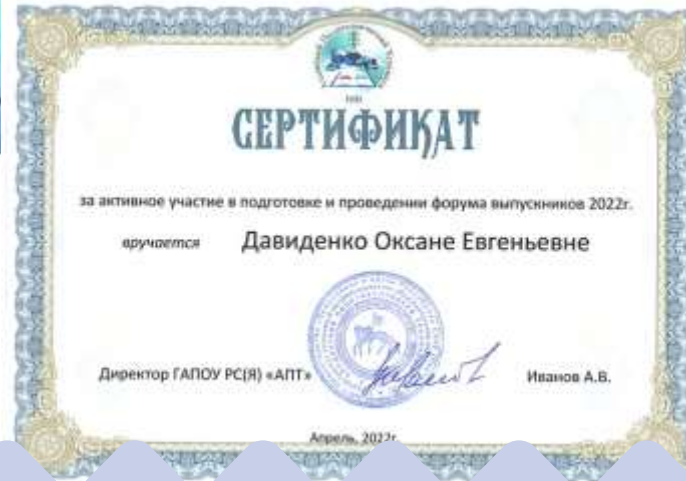 СЕРТИФИКАТ
за активное участие в подготовке и проведении форума выпускников 2022г.
вручается Давиденко Оксане Евгеньевне
Директор ГАПОУ РС(Я) «АПТ» Иванов А.В.
Апрель, 2022г.